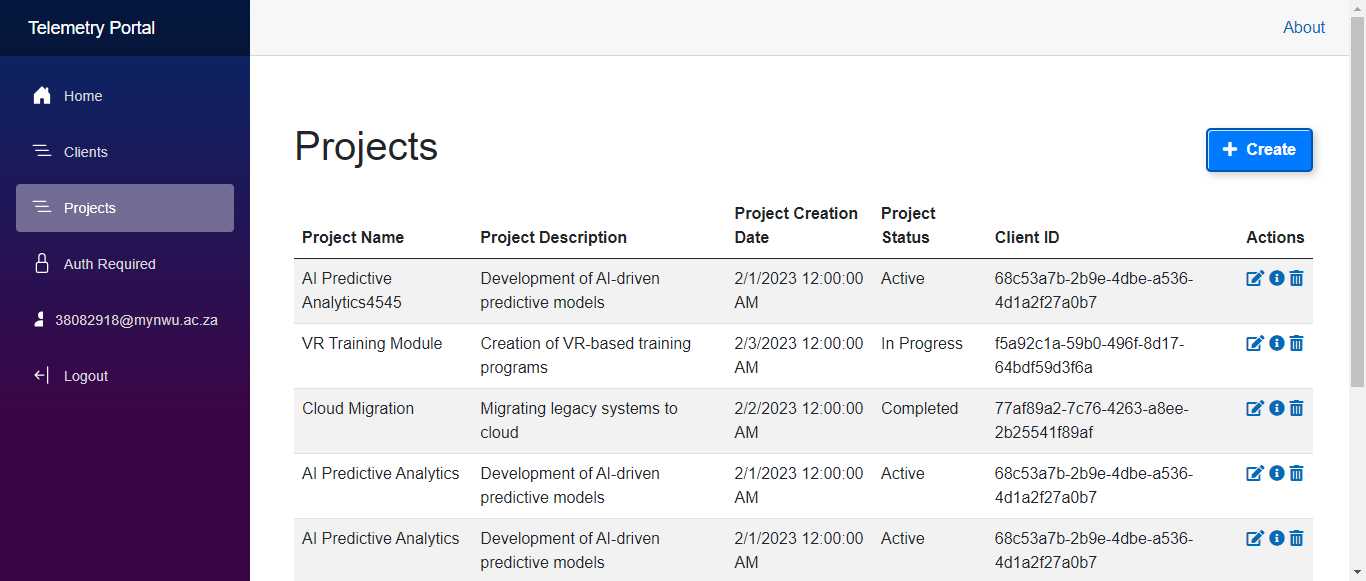 Telemetry Portal
About
Home
Clients
Projects
Auth Required
38082918@mynwu.ac.za
Logout
Projects
Create
Project Name Project Description Project Creation Date Project Status Client ID Actions
AI Predictive Analytics4545 Development of AI-driven predictive models 2/1/2023 12:00:00 AM Active 68c53a7b-2b9e-4dbe-a536-4d1a2f27a0b7
VR Training Module Creation of VR-based training programs 2/3/2023 12:00:00 AM In Progress f5a92c1a-59b0-496f-8d17-64bdf59d3f6a
Cloud Migration Migrating legacy systems to cloud 2/2/2023 12:00:00 AM Completed 77af89a2-7c76-4263-a8ee-2b25541f89af
AI Predictive Analytics Development of AI-driven predictive models 2/1/2023 12:00:00 AM Active 68c53a7b-2b9e-4dbe-a536-4d1a2f27a0b7
AI Predictive Analytics Development of AI-driven predictive models 2/1/2023 12:00:00 AM Active 68c53a7b-2b9e-4dbe-a536-4d1a2f27a0b7